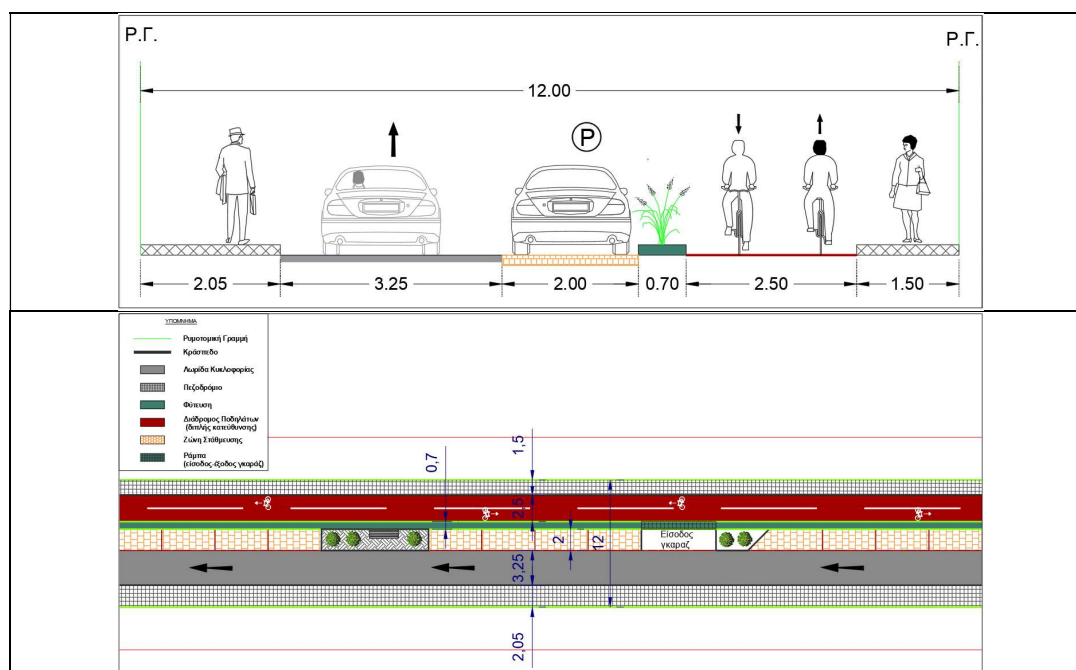 Ρ.Γ.
Ρ.Γ.
12.00
P
2.05
3.25
2.00
0.70
2.50
1.50
ΥΠΟΜΝΗΜΑ
Ρυμοτομική Γραμμή
Κράσπεδο
Λωρίδα Κυκλοφορίας
Πεζοδρόμιο
Φύτευση
Διάδρομος Ποδηλάτων
(διπλής κατεύθυνσης)
Ζώνη Στάθμευσης
Ράμπα
(είσοδος-έξοδος γκαράζ)
0,7
1,5
2,5
2
12
Είσοδος
γκαραζ
3,25
2,05